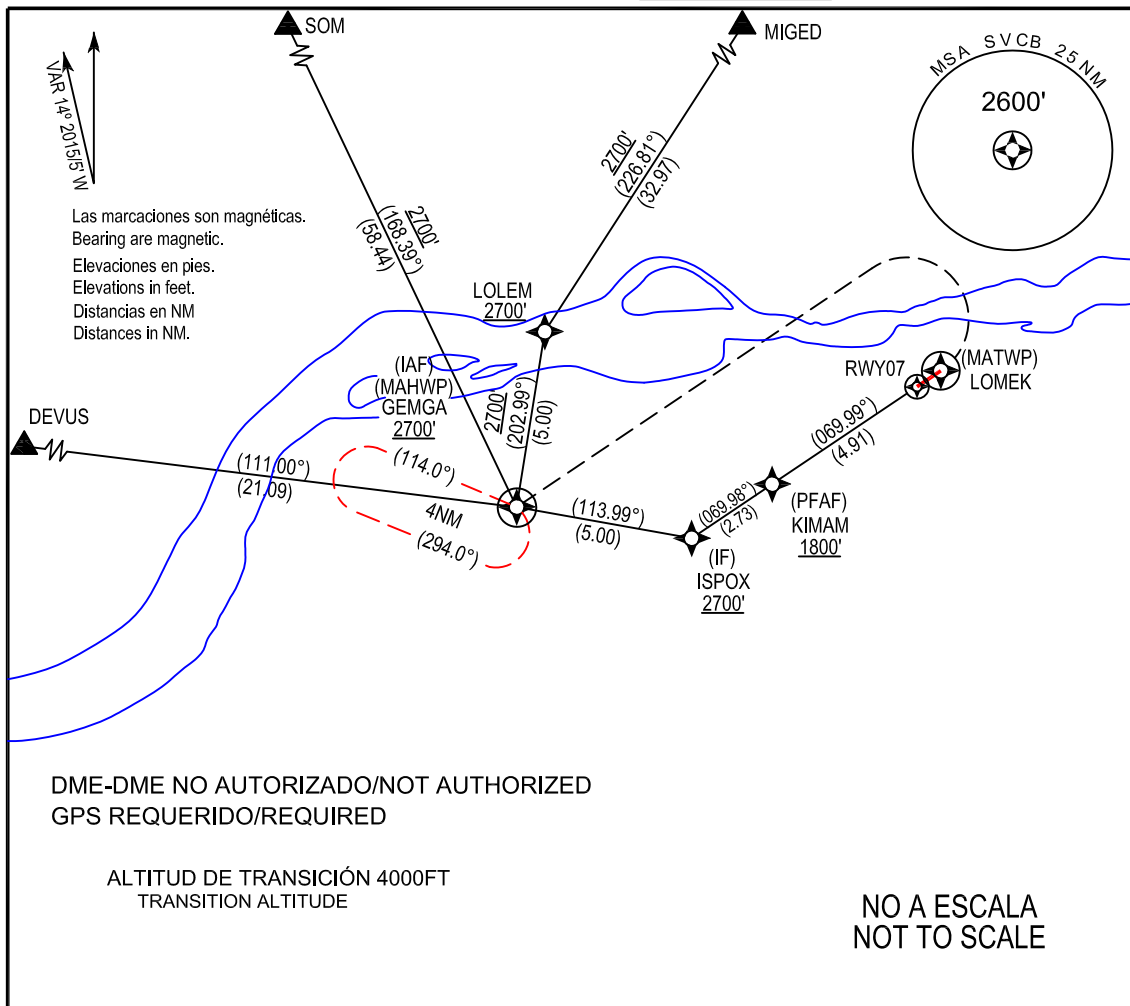 SOM
MIGED
MSA SVCB 25NM
2600'
VAR 14º 2015/5' W
Las marcaciones son magnéticas.
Bearing are magnetic.
Elevaciones en pies.
Elevations in feet.
Distancias en NM
Distances in NM.
2700'
(168.39°)
(58.44)
2700'
(226.81°)
(32.97)
LOLEM
2700'
(IAF)
(MAHWP)
GEMGA
2700'
2700
(202.99°)
(5.00)
RWY07
(MATWP)
LOMEK
DEVUS
(111.00°)
(21.09)
(114.0°)
4NM
(294.0°)
(113.99°)
(5.00)
(069.98°)
(2.73)
(069.99°)
(4.91)
(PFAF)
KIMAM
1800'
(IF)
ISPOX
2700'
DME-DME NO AUTORIZADO/NOT AUTHORIZED
GPS REQUERIDO/REQUIRED
ALTITUD DE TRANSICIÓN 4000FT
TRANSITION ALTITUDE
NO A ESCALA
NOT TO SCALE